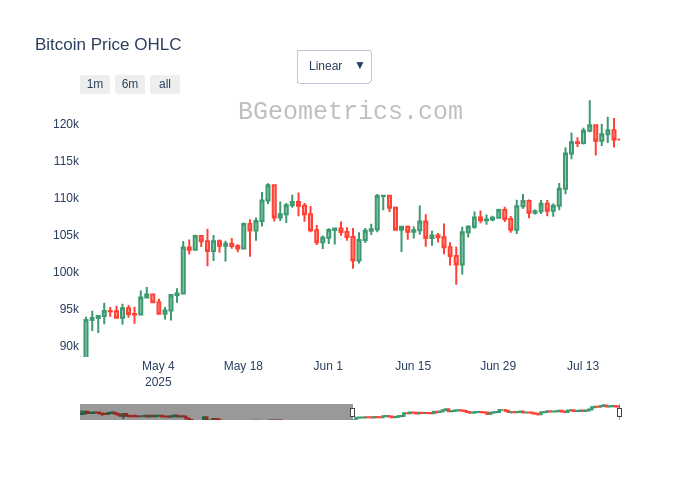 Bitcoin Price OHLC
Linear ▼
1m 6m all
BGeometrics.com
120k
115k
110k
105k
100k
95k
90k
May 4 May 18 Jun 1 Jun 15 Jun 29 Jul 13
2025